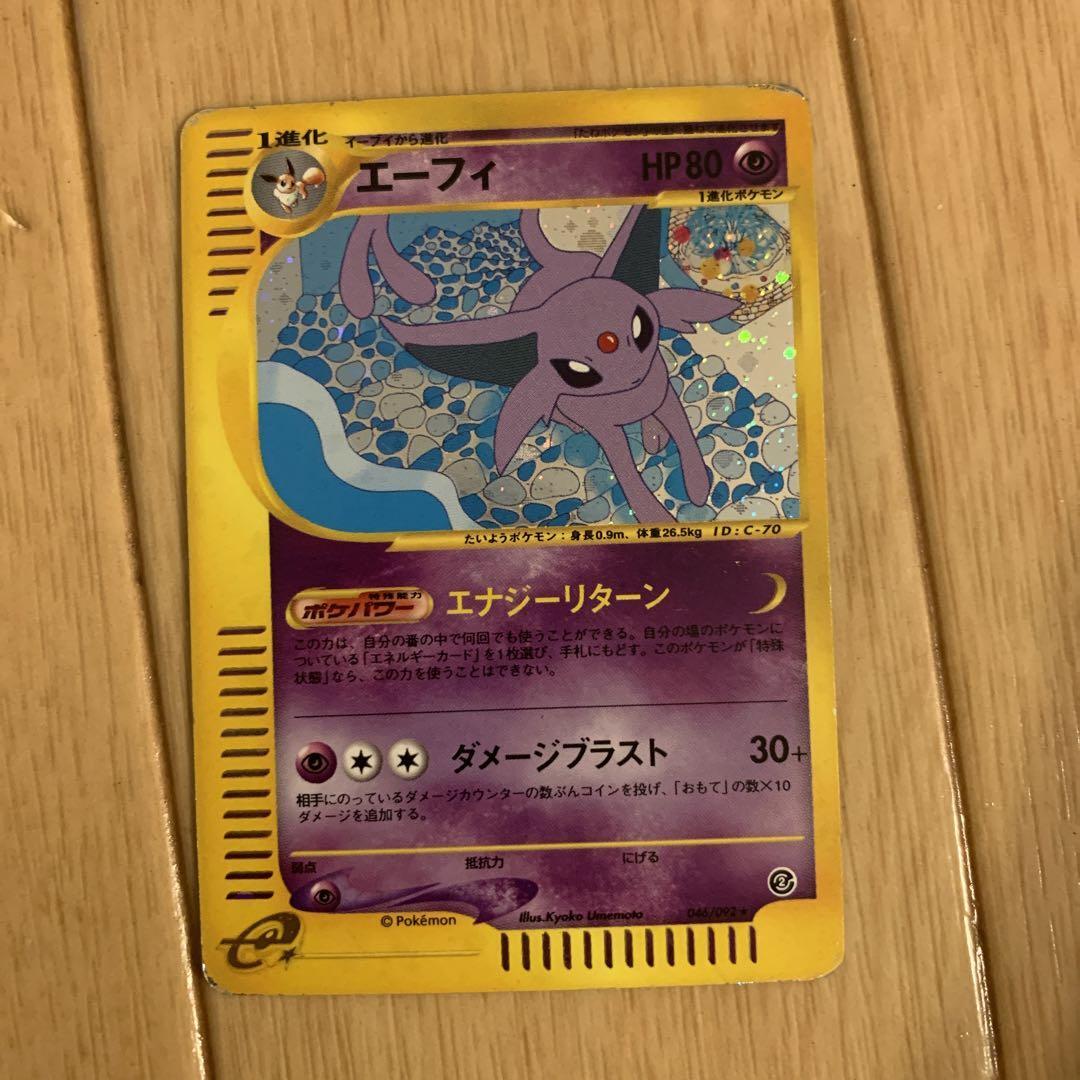 1進化 イーブイから進化
エーフィ HP80
1進化ポケモン
たいようポケモン：身長0.9m、体重26.5kg ID：C-70
特殊能力
ポケパワー エナジーリターン
この力は、自分の番の中で何回でも使うことができる。自分の場のポケモンに
ついている「エネルギーカード」を1枚選び、手札にもどす。このポケモンが「特殊
状態」なら、この力を使うことはできない。
ダメージブラスト 30+
相手にのっているダメージカウンターの数ぶんコインを投げ、「おもて」の数×10
ダメージを追加する。
弱点 抵抗力 にげる
2
e
©Pokémon Illus.Kyoko Umemoto 046/092★